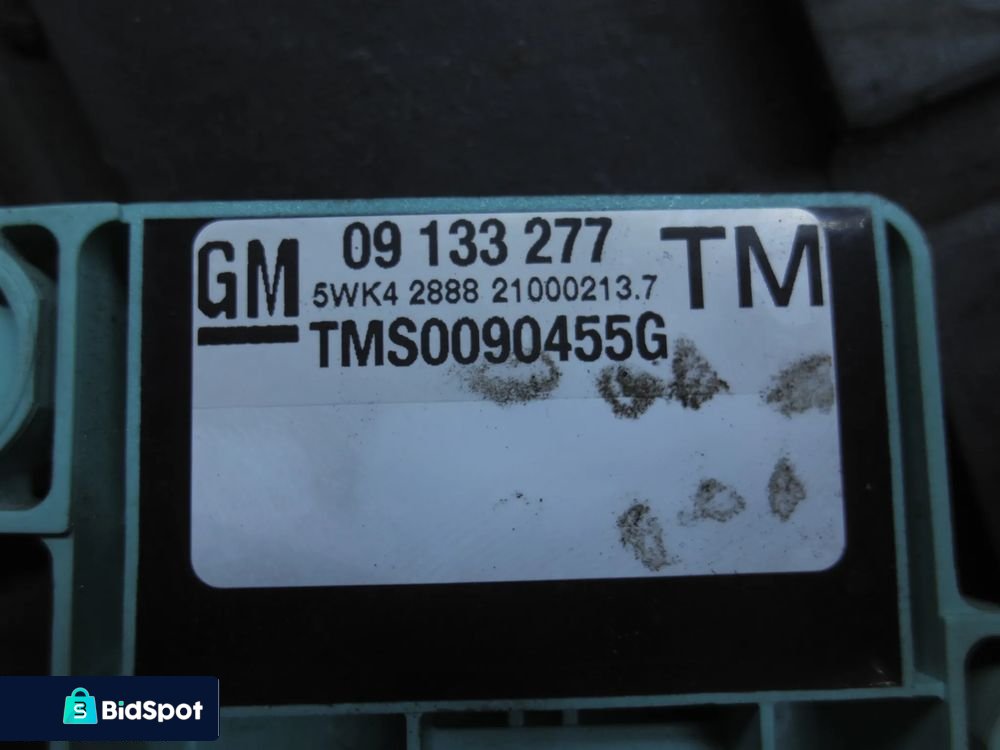 GM 09 133 277 TM
5WK4 2888 21000213.7
TMS0090455G
BidSpot